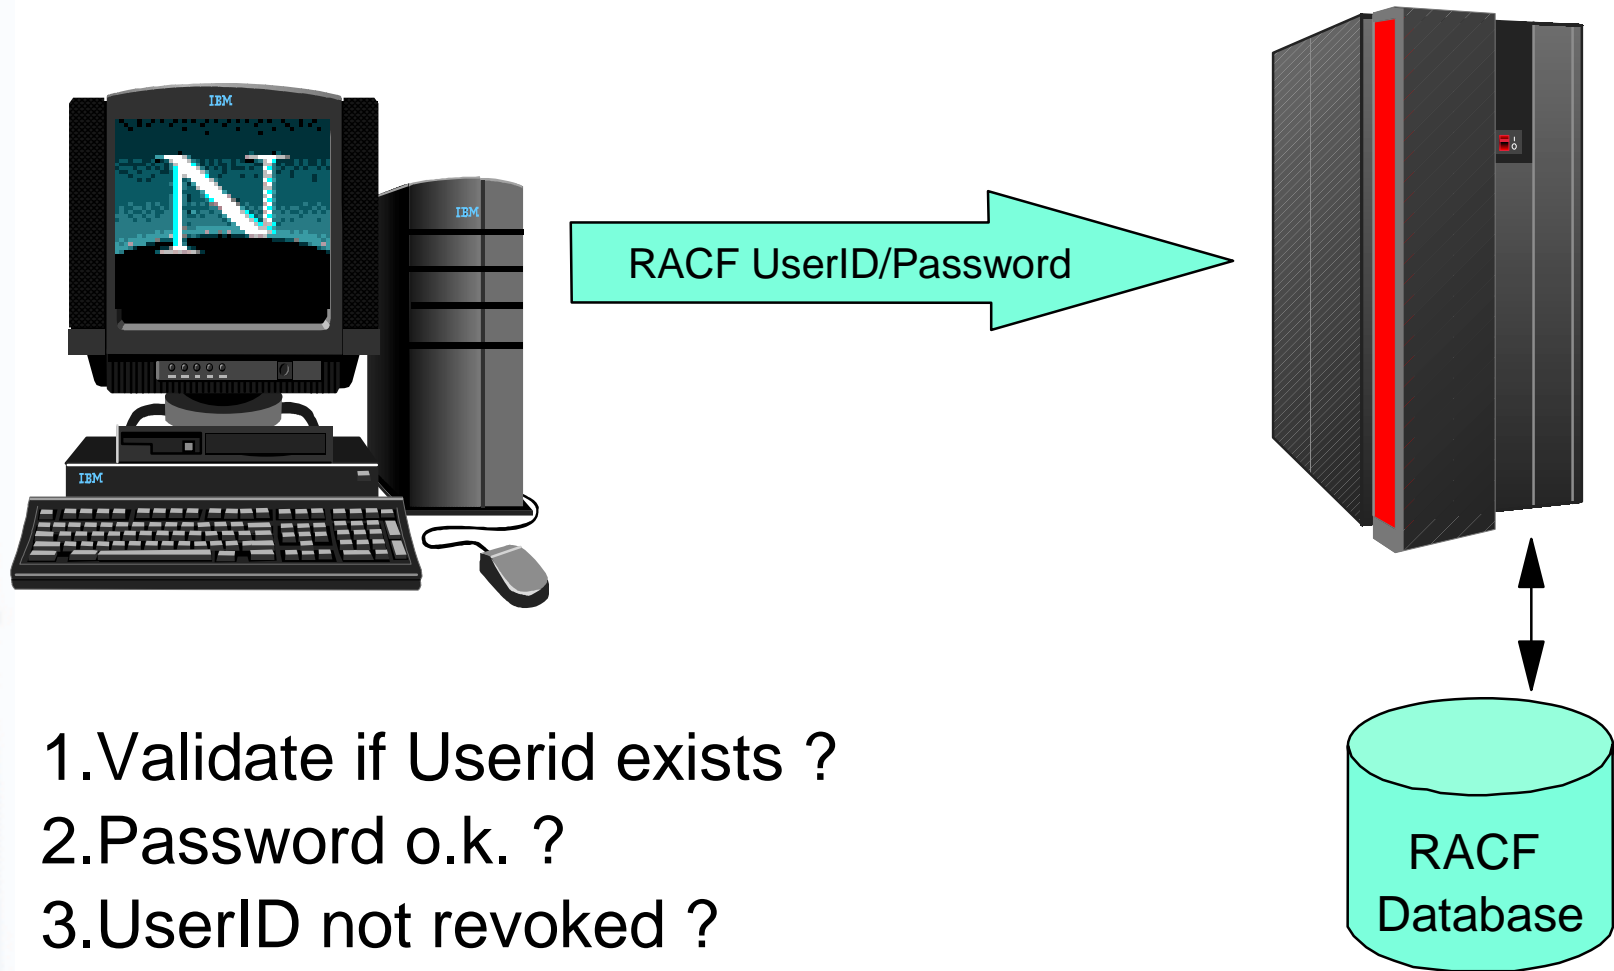 IBM
N
IBM
IBM
RACF UserID/Password
1.Validate if Userid exists ?
2.Password o.k. ?
3.UserID not revoked ?
RACF
Database